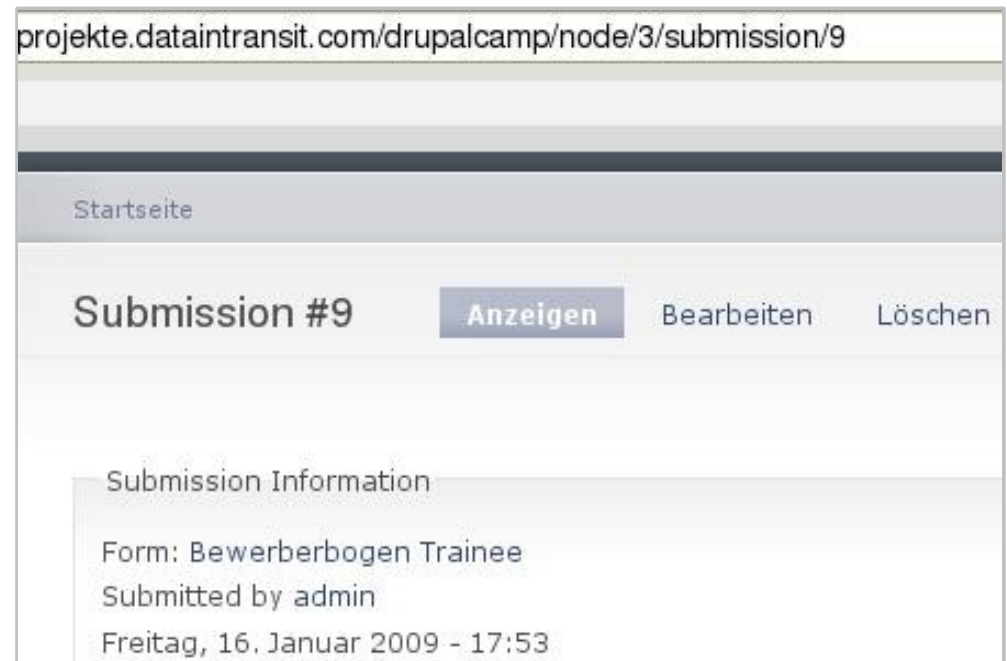 projekte.dataintransit.com/drupalcamp/node/3/submission/9
Startseite
Submission #9 Anzeigen Bearbeiten Löschen
Submission Information
Form: Bewerberbogen Trainee
Submitted by admin
Freitag, 16. Januar 2009 - 17:53